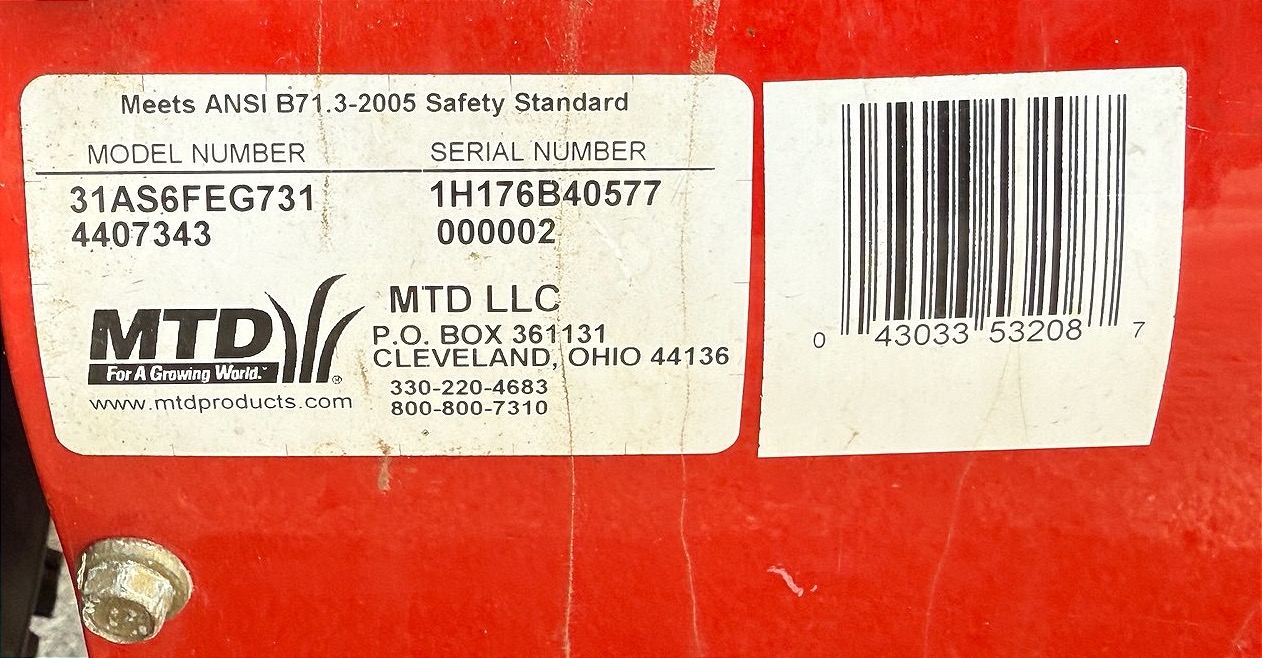 Meets ANSI B71.3-2005 Safety Standard
MODEL NUMBER SERIAL NUMBER
31AS6FEG731 1H176B40577
4407343 000002
MTD
For A Growing World.℠
®
www.mtdproducts.com
MTD LLC
P.O. BOX 361131
CLEVELAND, OHIO 44136
330-220-4683
800-800-7310
0 43033 53208 7